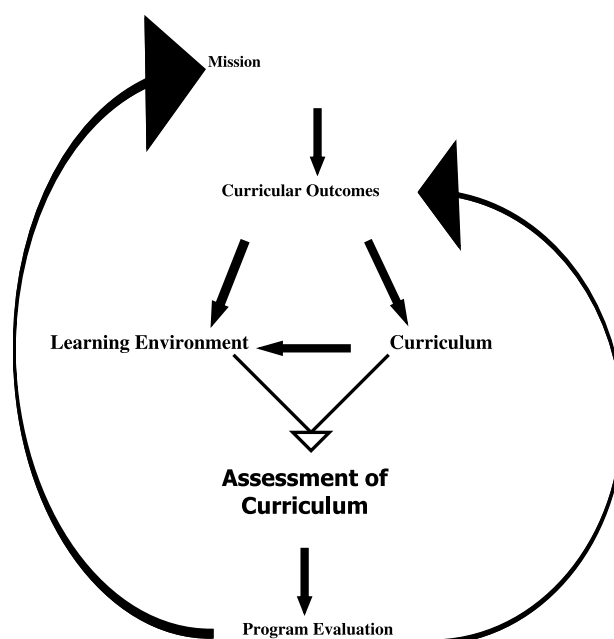 Mission
Curricular Outcomes
Learning Environment
Curriculum
Assessment of
Curriculum
Program Evaluation